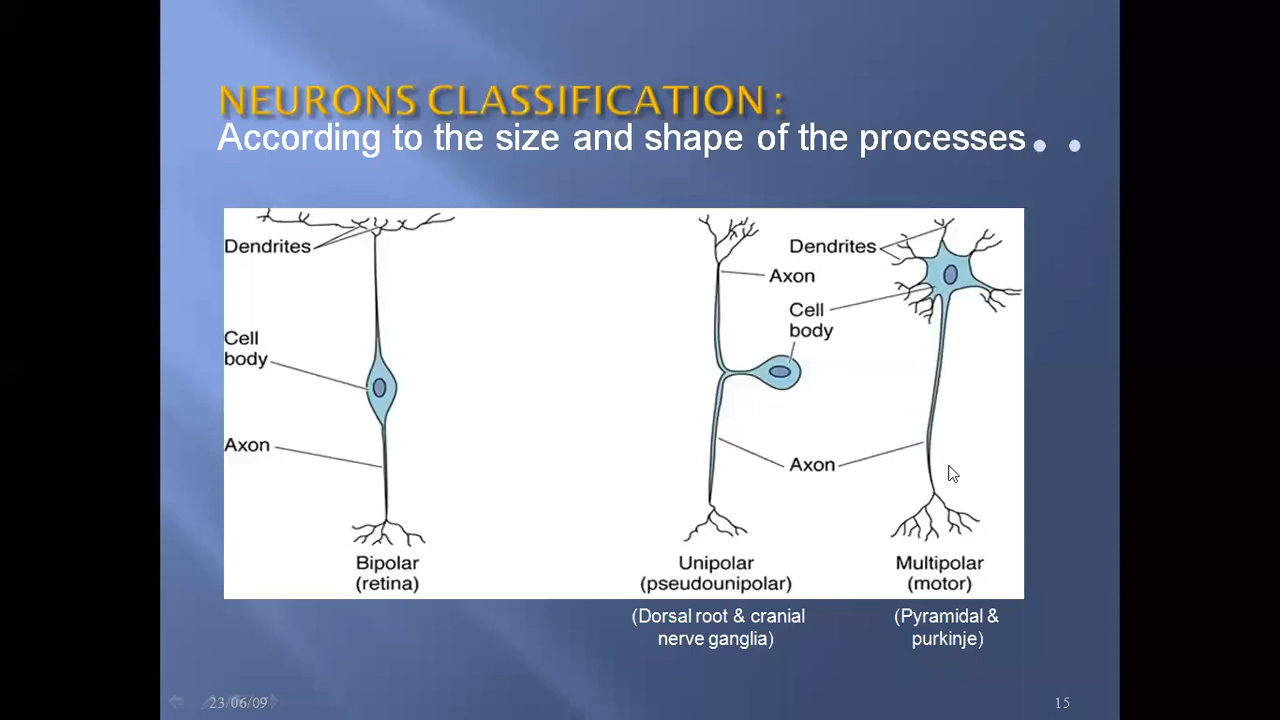 NEURONS CLASSIFICATION :
According to the size and shape of the processes. .
Dendrites
Cell
body
Axon
Bipolar
(retina)
Axon
Cell
body
Axon
Unipolar
(pseudounipolar)
(Dorsal root & cranial
nerve ganglia)
Dendrites
Multipolar
(motor)
(Pyramidal &
purkinje)
23/06/09
15